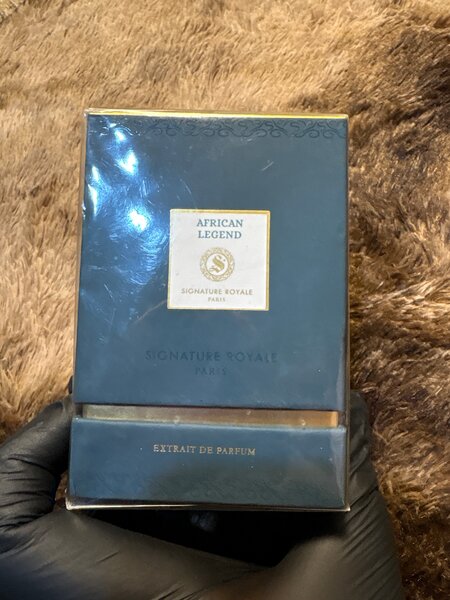 AFRICAN
LEGEND
S
SIGNATURE ROYALE
PARIS
SIGNATURE ROYALE
PARIS
EXTRAIT DE PARFUM